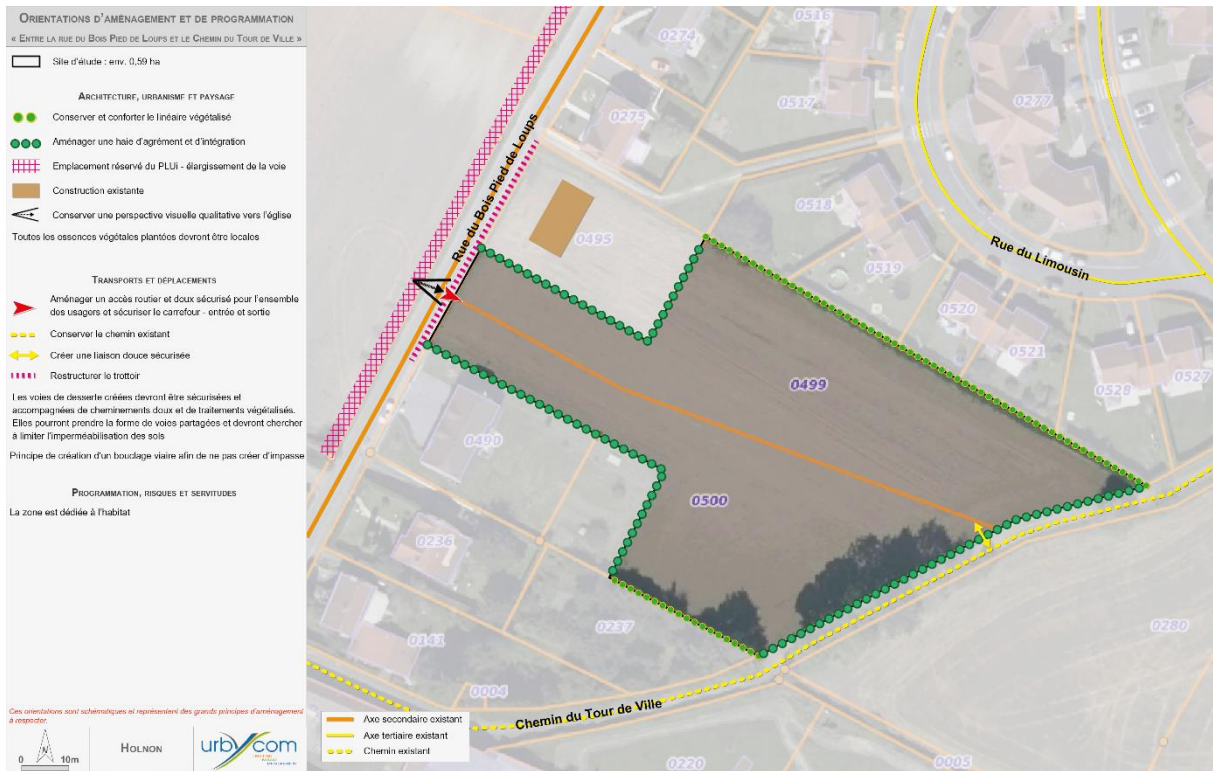 ORIENTATIONS D'AMÉNAGEMENT ET DE PROGRAMMATION
« ENTRE LA RUE DU BOIS PIED DE LOUPS ET LE CHEMIN DU TOUR DE VILLE »
Site d'étude : env. 0,59 ha
ARCHITECTURE, URBANISME ET PAYSAGE
Conserver et conforter le linéaire végétalisé
Aménager une haie d'agrément et d'intégration
Emplacement réservé du PLUi - élargissement de la voie
Construction existante
Conserver une perspective visuelle qualitative vers l'église
Toutes les essences végétales plantées devront être locales
TRANSPORTS ET DÉPLACEMENTS
Aménager un accès routier et doux sécurisé pour l'ensemble
des usagers et sécuriser le carrefour - entrée et sortie
Conserver le chemin existant
Créer une liaison douce sécurisée
Restructurer le trottoir
Les voies de desserte créées devront être sécurisées et
accompagnées de cheminements doux et de traitements végétalisés.
Elles pourront prendre la forme de voies partagées et devront chercher
à limiter l'imperméabilisation des sols
Principe de création d'un bouclage viaire afin de ne pas créer d'impasse
PROGRAMMATION, RISQUES ET SERVITUDES
La zone est dédiée à l'habitat
Ces orientations sont schématiques et représentent des grands principes d'aménagement
à respecter.
N
0 10m
HOLNON
urbycom
0516
0274
0517
0277
0275
Rue du Bois Pied de Loups
0518
0495
Rue du Limousin
0519
0520
0521
0528
0527
0499
0490
0500
0236
0237
0141
0280
0004
Chemin du Tour de Ville
0220
0005
Axe secondaire existant
Axe tertiaire existant
Chemin existant